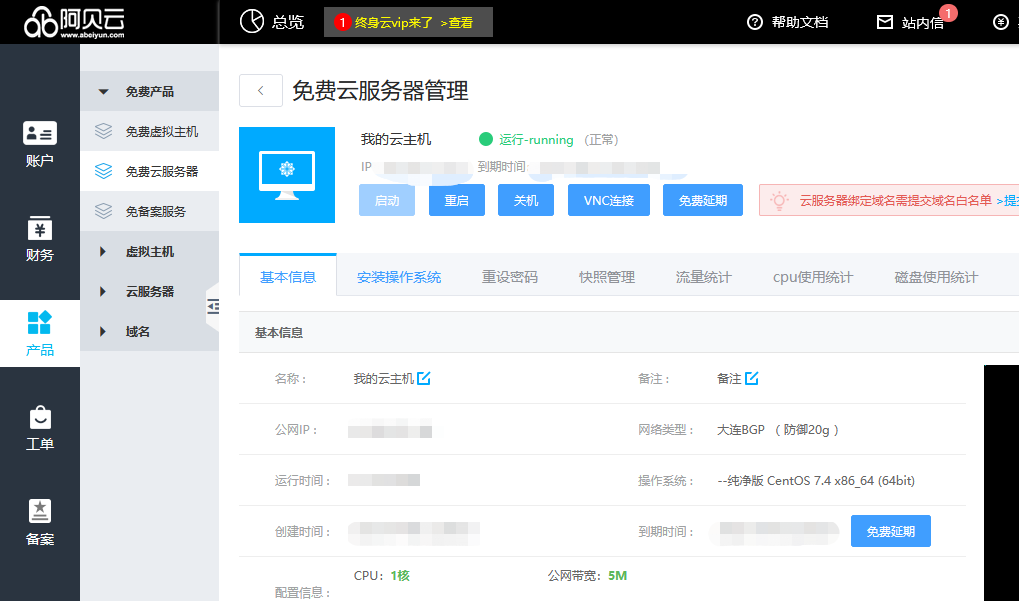 阿贝云
www.abeiyun.com
总览
1 终身云vip来了 >查看
帮助文档
站内信 1
账户
财务
产品
工单
备案
免费产品
免费虚拟主机
免费云服务器
免备案服务
虚拟主机
云服务器
域名
免费云服务器管理
我的云主机 运行-running (正常)
IP 到期时间:
启动 重启 关机 VNC连接 免费延期 云服务器绑定域名需提交域名白名单 >提交
基本信息 安装操作系统 重设密码 快照管理 流量统计 cpu使用统计 磁盘使用统计
基本信息
名称: 我的云主机 备注: 备注
公网IP: 网络类型: 大连BGP (防御20g)
运行时间: 操作系统: --纯净版 CentOS 7.4 x86_64 (64bit)
创建时间: 到期时间: 免费延期
CPU: 1核 公网带宽: 5M
配置信息: